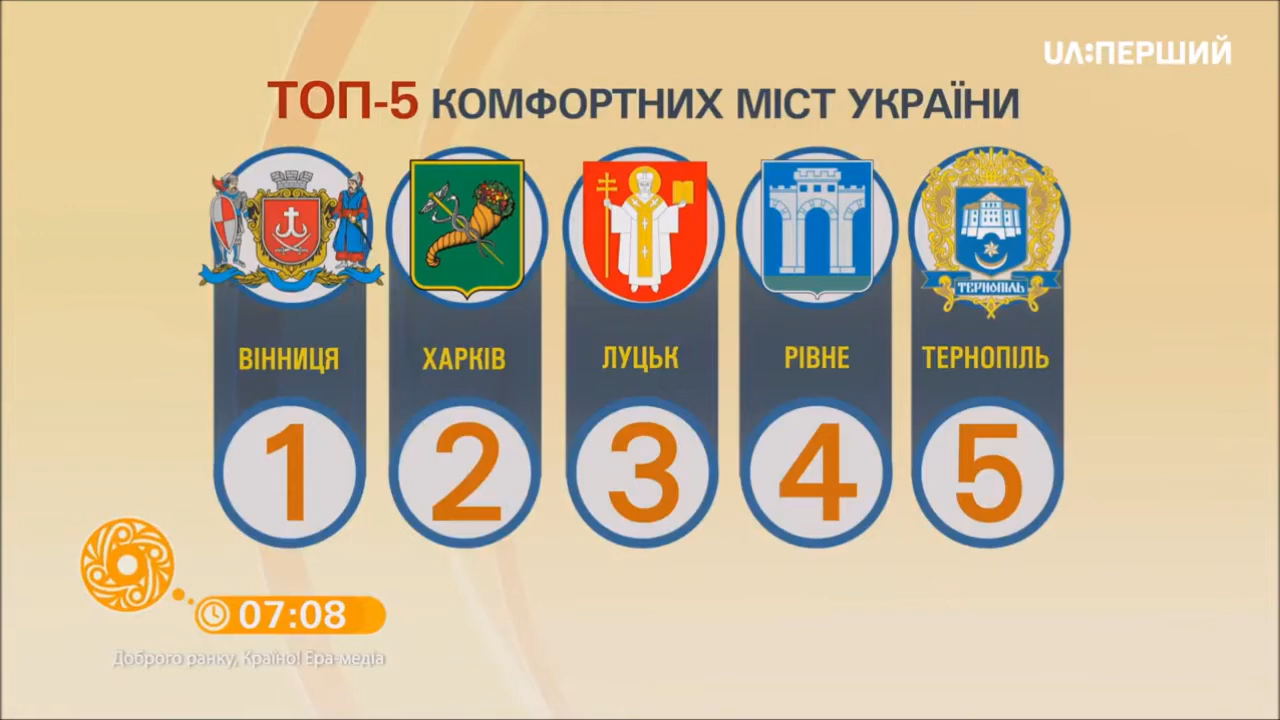 UA:ПЕРШИЙ
ТОП-5 КОМФОРТНИХ МІСТ УКРАЇНИ
ТЕРНОПІЛЬ
ВІННИЦЯ ХАРКІВ ЛУЦЬК РІВНЕ ТЕРНОПІЛЬ
1 2 3 4 5
07:08
Доброго ранку, Країно! Ера-медіа